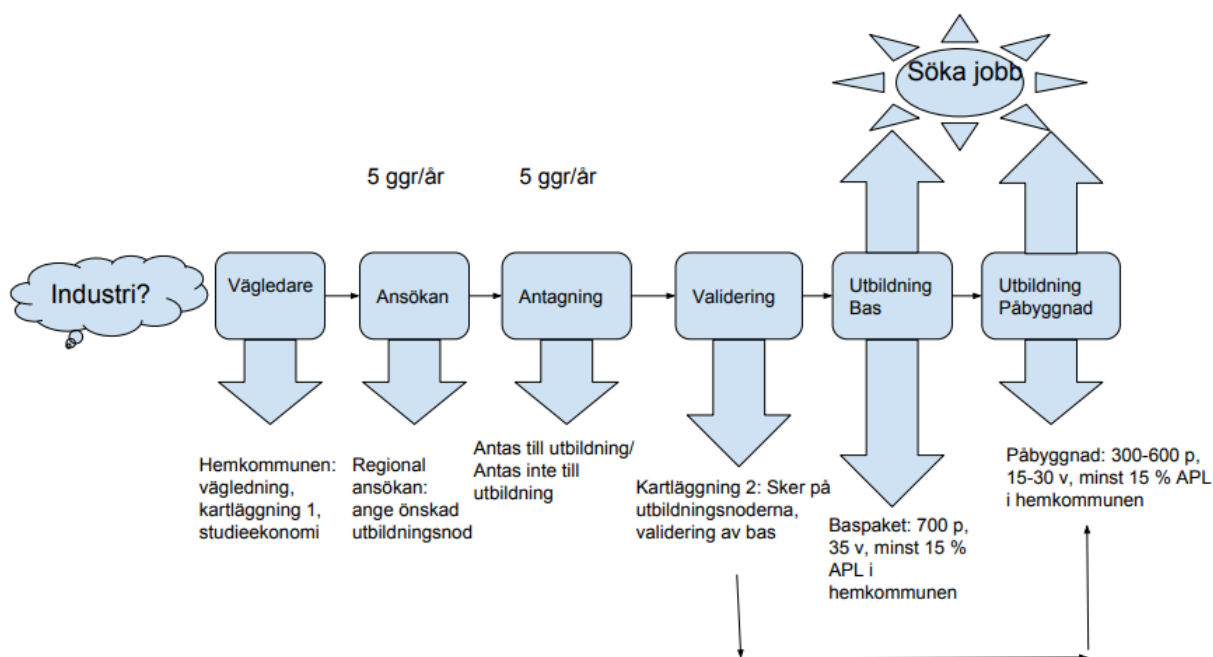 Söka jobb
5 ggr/år
5 ggr/år
Industri?
Vägledare
Ansökan
Antagning
Validering
Utbildning
Bas
Utbildning
Påbyggnad
Hemkommunen:
vägledning,
kartläggning 1,
studieekonomi
Regional
ansökan:
ange önskad
utbildningsnod
Antas till utbildning/
Antas inte till
utbildning
Kartläggning 2: Sker på
utbildningsnoderna,
validering av bas
Baspaket: 700 p,
35 v, minst 15 %
APL i
hemkommunen
Påbyggnad: 300-600 p,
15-30 v, minst 15 % APL
i hemkommunen